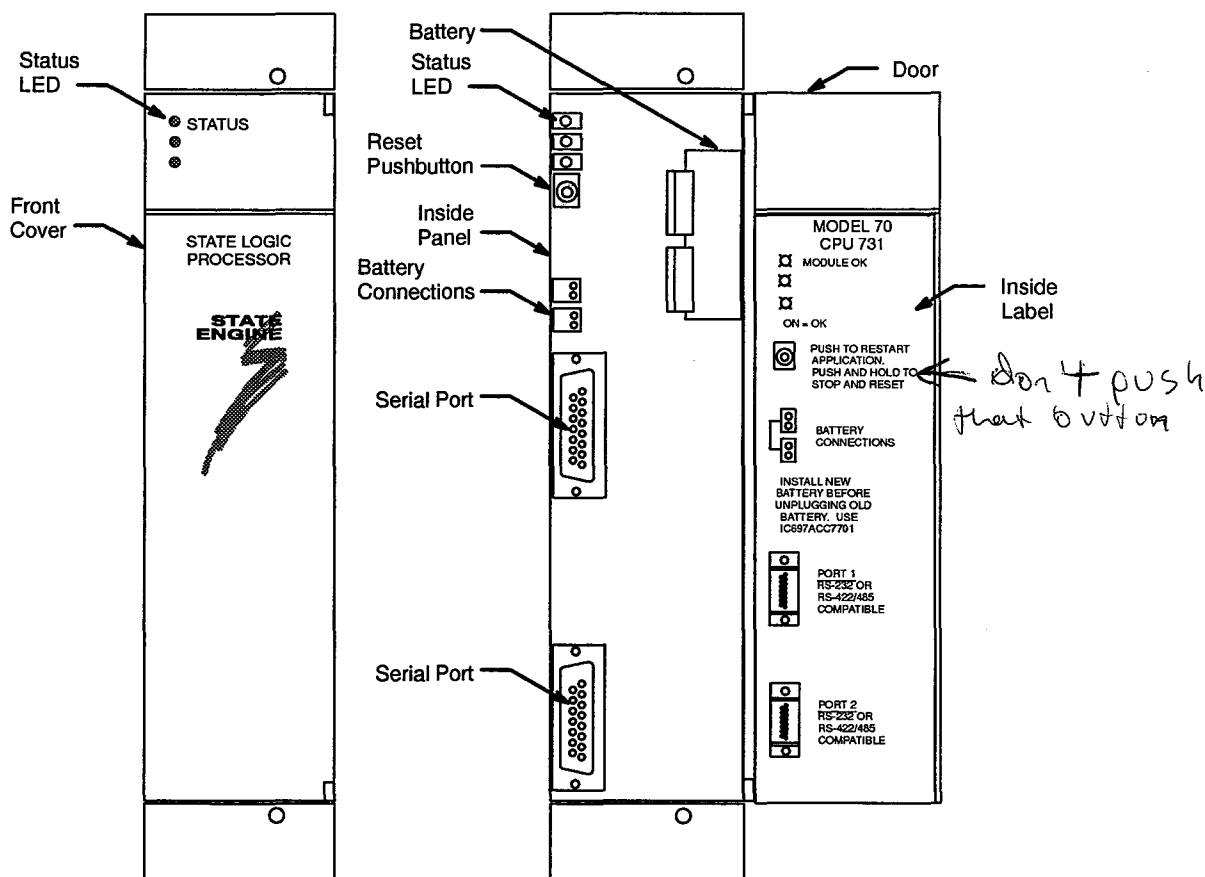 Status
LED
STATUS
Front
Cover
STATE LOGIC
PROCESSOR
STATE
ENGINE
Battery
Status
LED
Reset
Pushbutton
Inside
Panel
Battery
Connections
Serial Port
Serial Port
Door
MODEL 70
CPU 731
MODULE OK
ON = OK
PUSH TO RESTART
APPLICATION.
PUSH AND HOLD TO
STOP AND RESET
BATTERY
CONNECTIONS
INSTALL NEW
BATTERY BEFORE
UNPLUGGING OLD
BATTERY. USE
IC697ACC7701
PORT 1
RS-232 OR
RS-422/485
COMPATIBLE
PORT 2
RS-232 OR
RS-422/485
COMPATIBLE
Inside
Label
don't push
that button